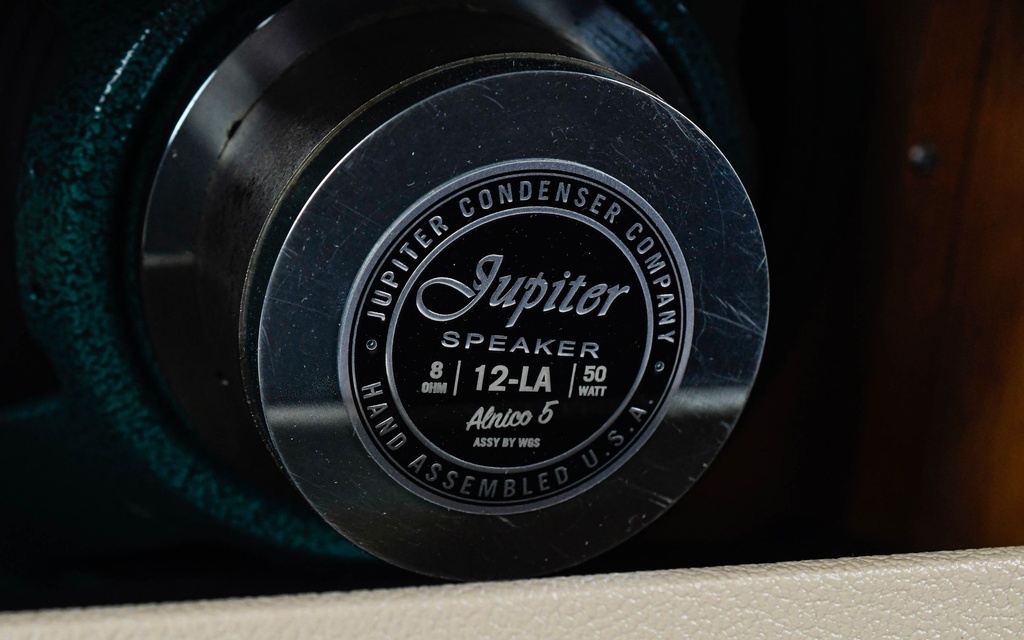 JUPITER CONDENSER COMPANY
Jupiter
SPEAKER
8 OHM | 12-LA | 50 WATT
Alnico 5
ASSY BY WGS
HAND ASSEMBLED U.S.A.